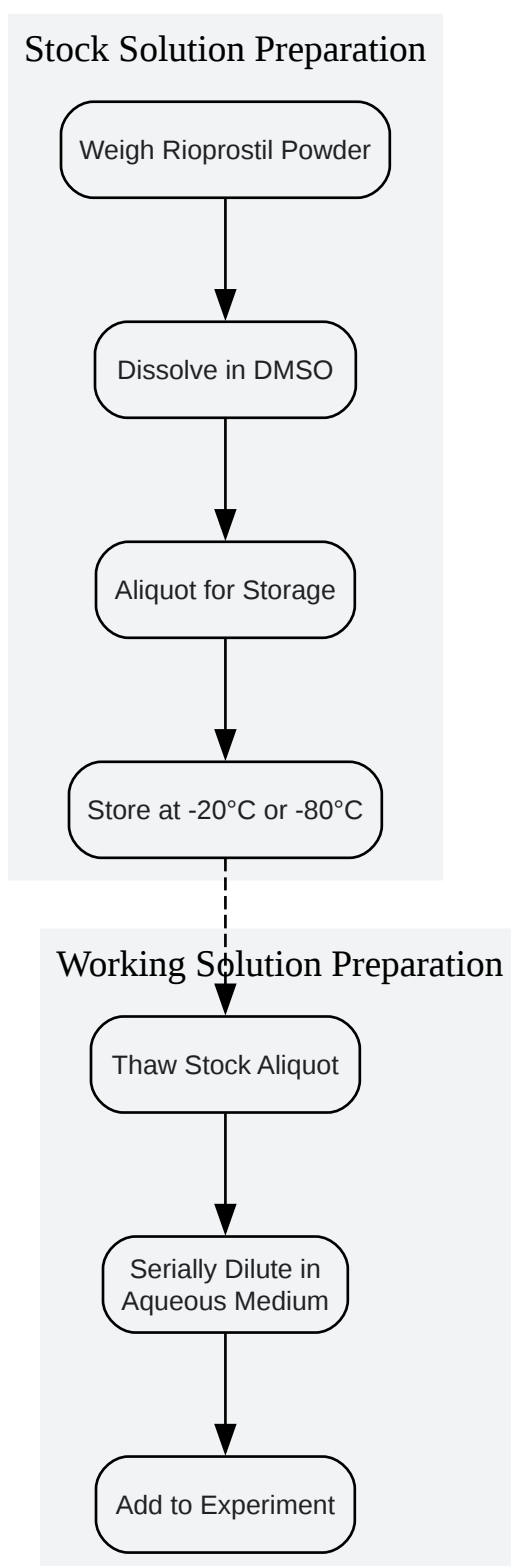 Stock Solution Preparation
Weigh Rioprostil Powder
Dissolve in DMSO
Aliquot for Storage
Store at -20°C or -80°C
Working Solution Preparation
Thaw Stock Aliquot
Serially Dilute in
Aqueous Medium
Add to Experiment